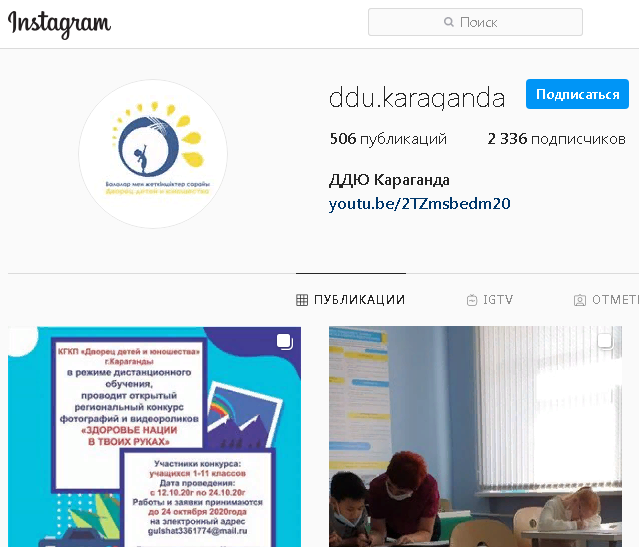 Instagram
Поиск
ddu.karaganda
Подписаться
506 публикаций
2 336 подписчиков
ДДЮ Караганда
youtu.be/2TZmsbedm20
Балалар мен жеткіншіктер сарайы
Дворец детей и юношества
ПУБЛИКАЦИИ
IGTV
ОТМЕТ
КГКП «Дворец детей и юношества»
г.Караганды
в режиме дистанционного
обучения,
проводит открытый
региональный конкурс
фотографий и видеороликов
«ЗДОРОВЬЕ НАЦИИ
В ТВОИХ РУКАХ»
Участники конкурса:
учащихся 1-11 классов
Дата проведения:
с 12.10.20г по 24.10.20г
Работы и заявки принимаются
до 24 октября 2020года
на электронный адрес
gulshat3361774@mail.ru